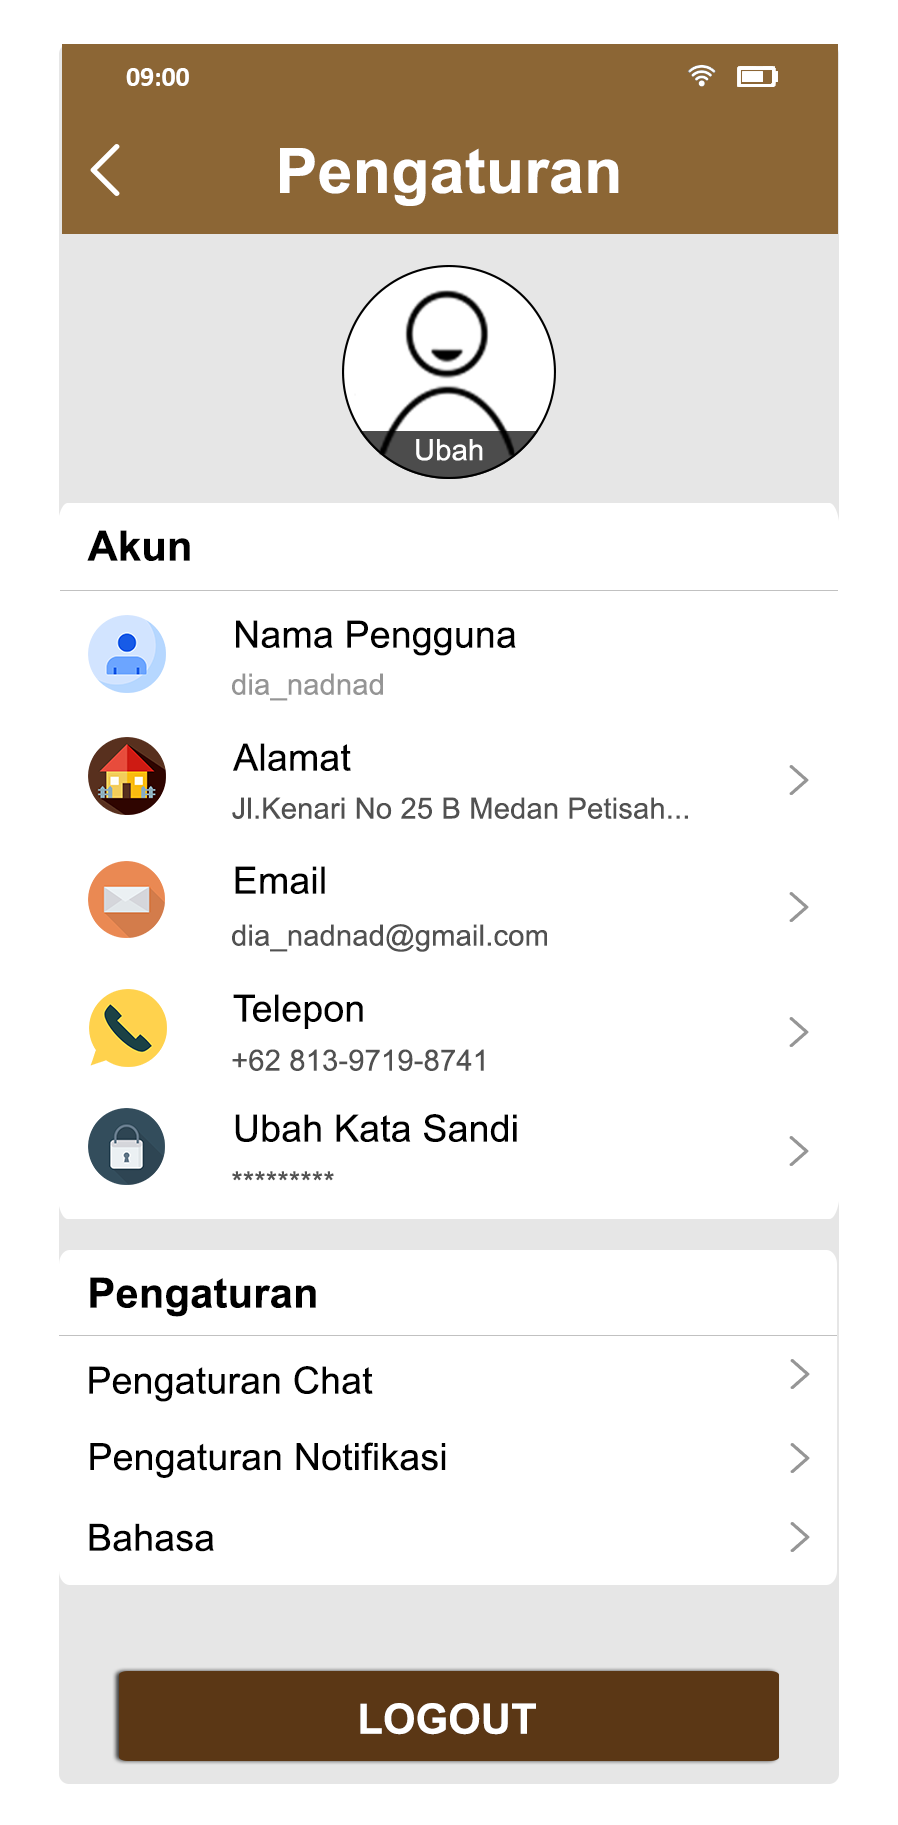 09:00
Pengaturan
Ubah
Akun
Nama Pengguna
dia_nadnad
Alamat
Jl.Kenari No 25 B Medan Petisah...
Email
dia_nadnad@gmail.com
Telepon
+62 813-9719-8741
Ubah Kata Sandi
*********
Pengaturan
Pengaturan Chat
Pengaturan Notifikasi
Bahasa
LOGOUT